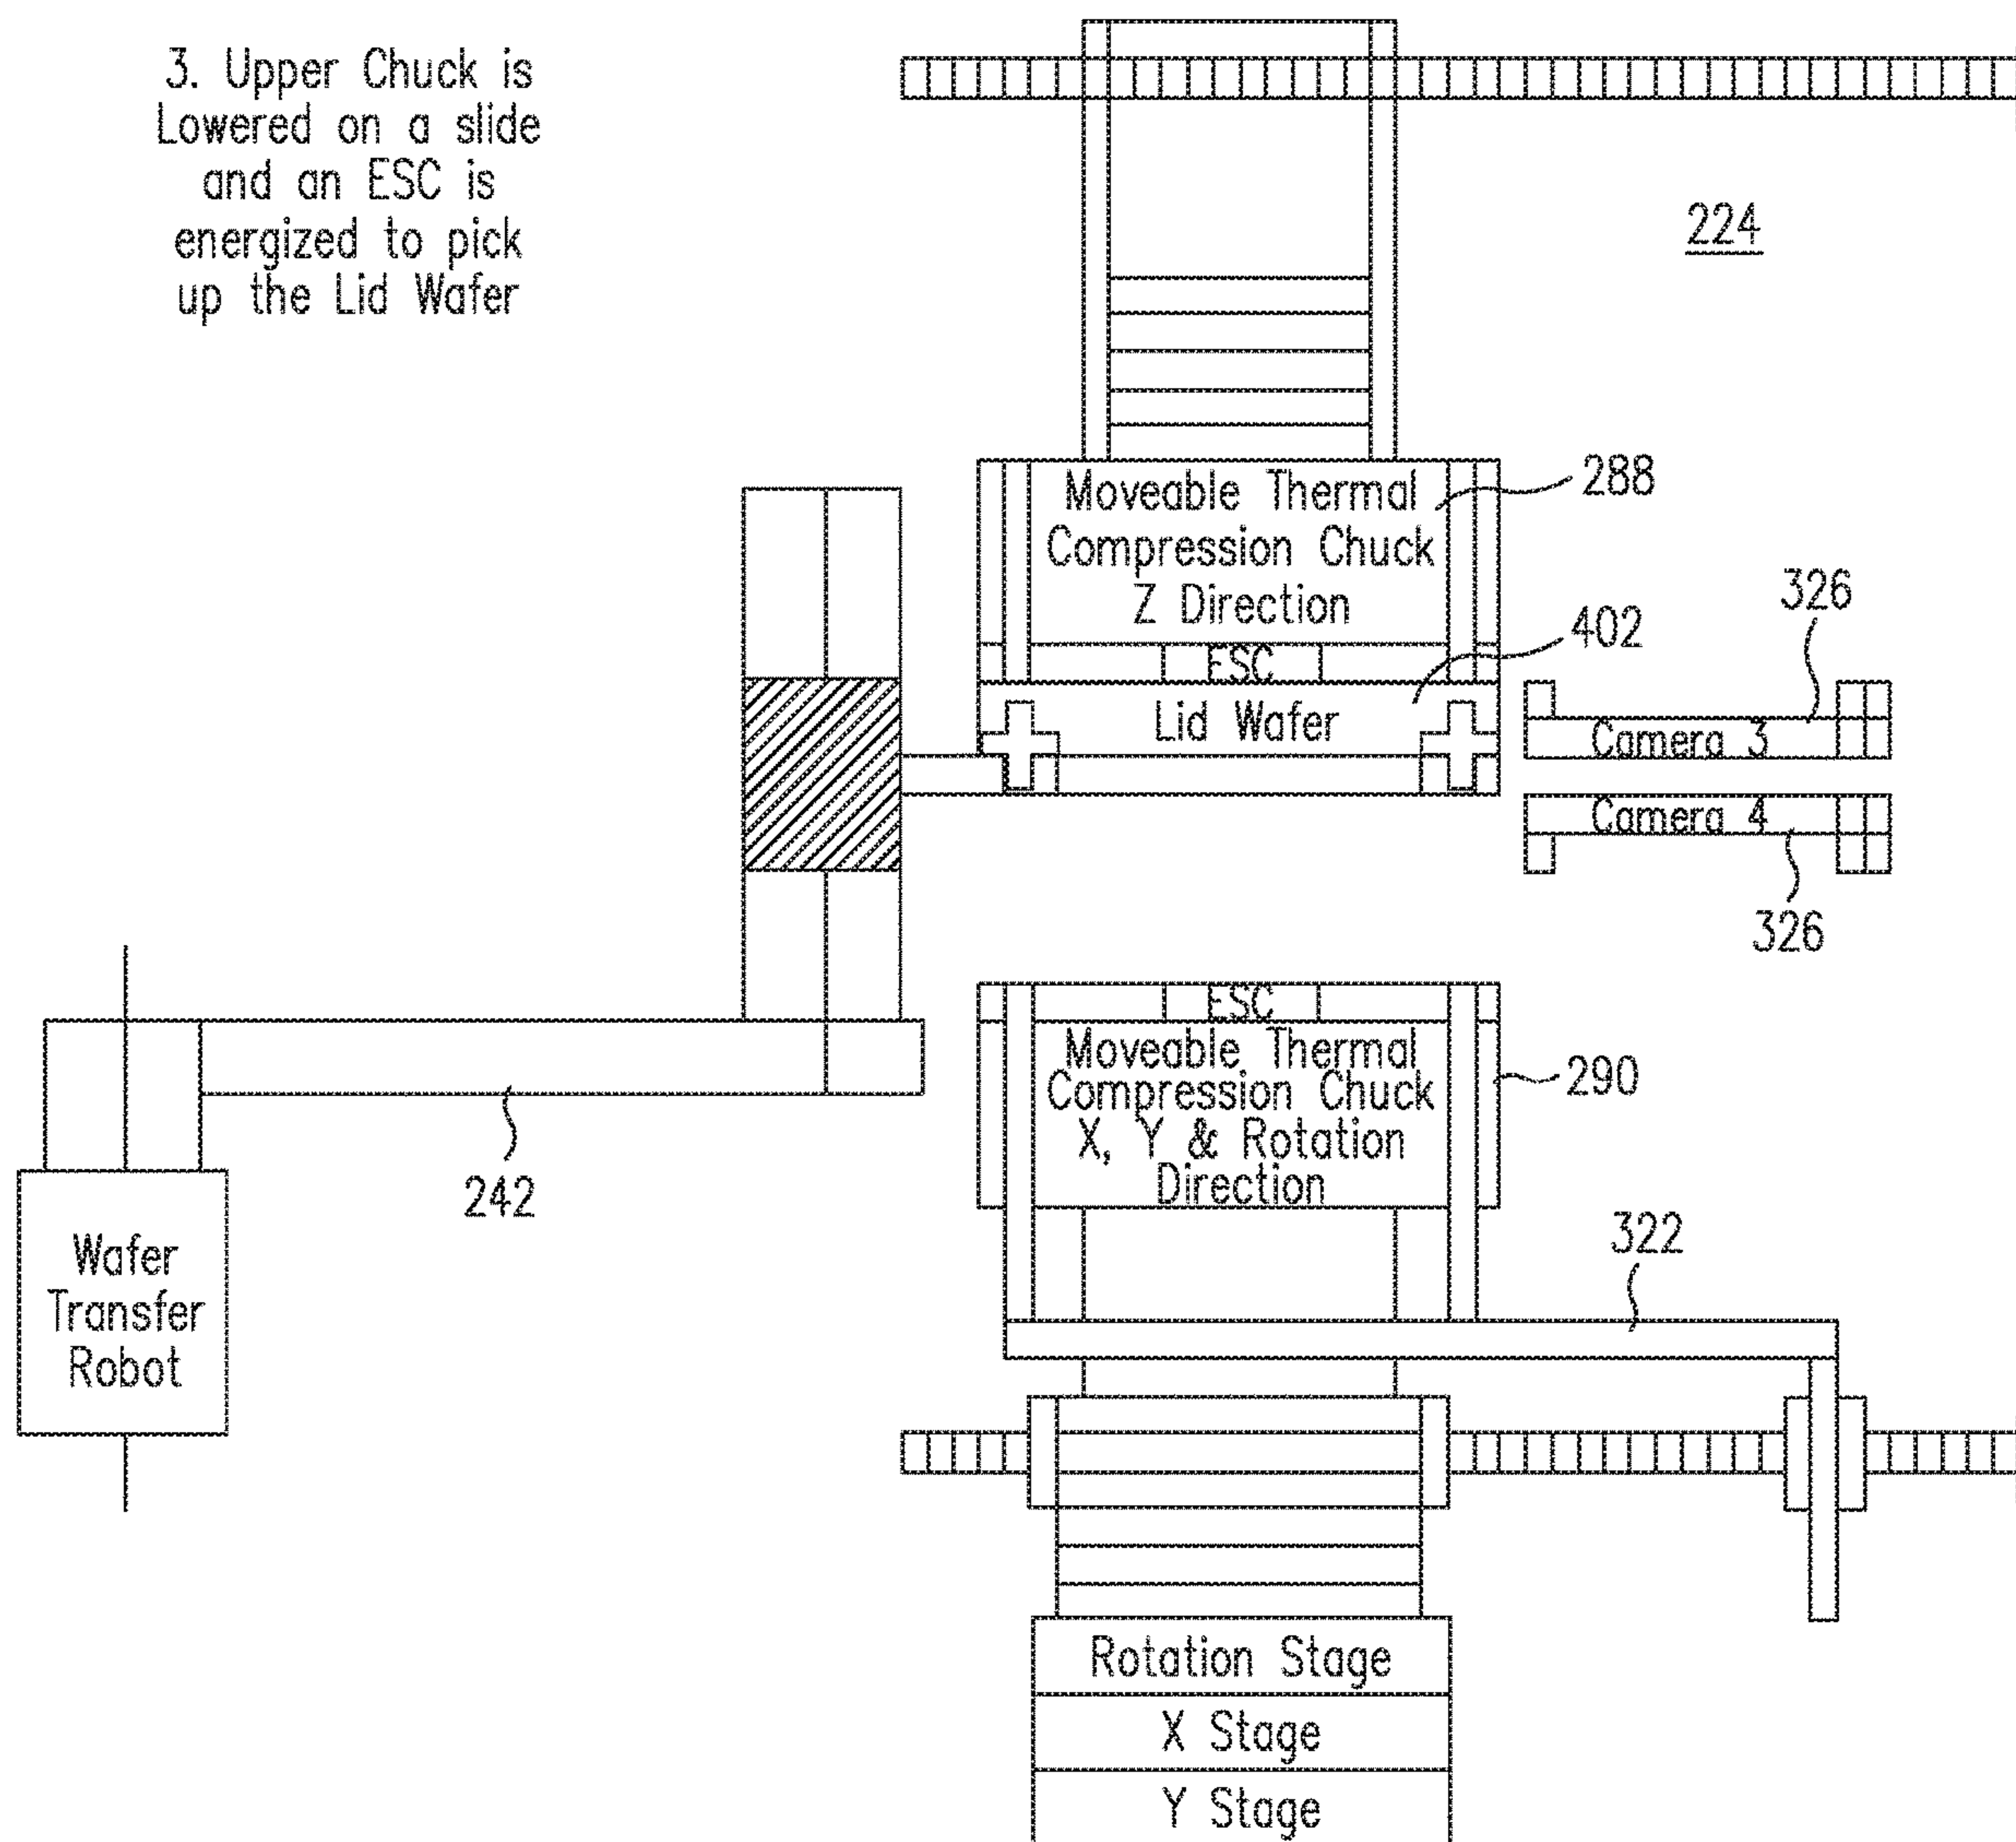 3. Upper Chuck is
Lowered on a slide
and an ESC is
energized to pick
up the Lid Wafer
224
Moveable Thermal
Compression Chuck
Z Direction
288
ESC
402
Lid Wafer
326
Camera 3
Camera 4
326
ESC
Moveable Thermal
Compression Chuck
X, Y & Rotation
Direction
290
242
322
Wafer
Transfer
Robot
Rotation Stage
X Stage
Y Stage